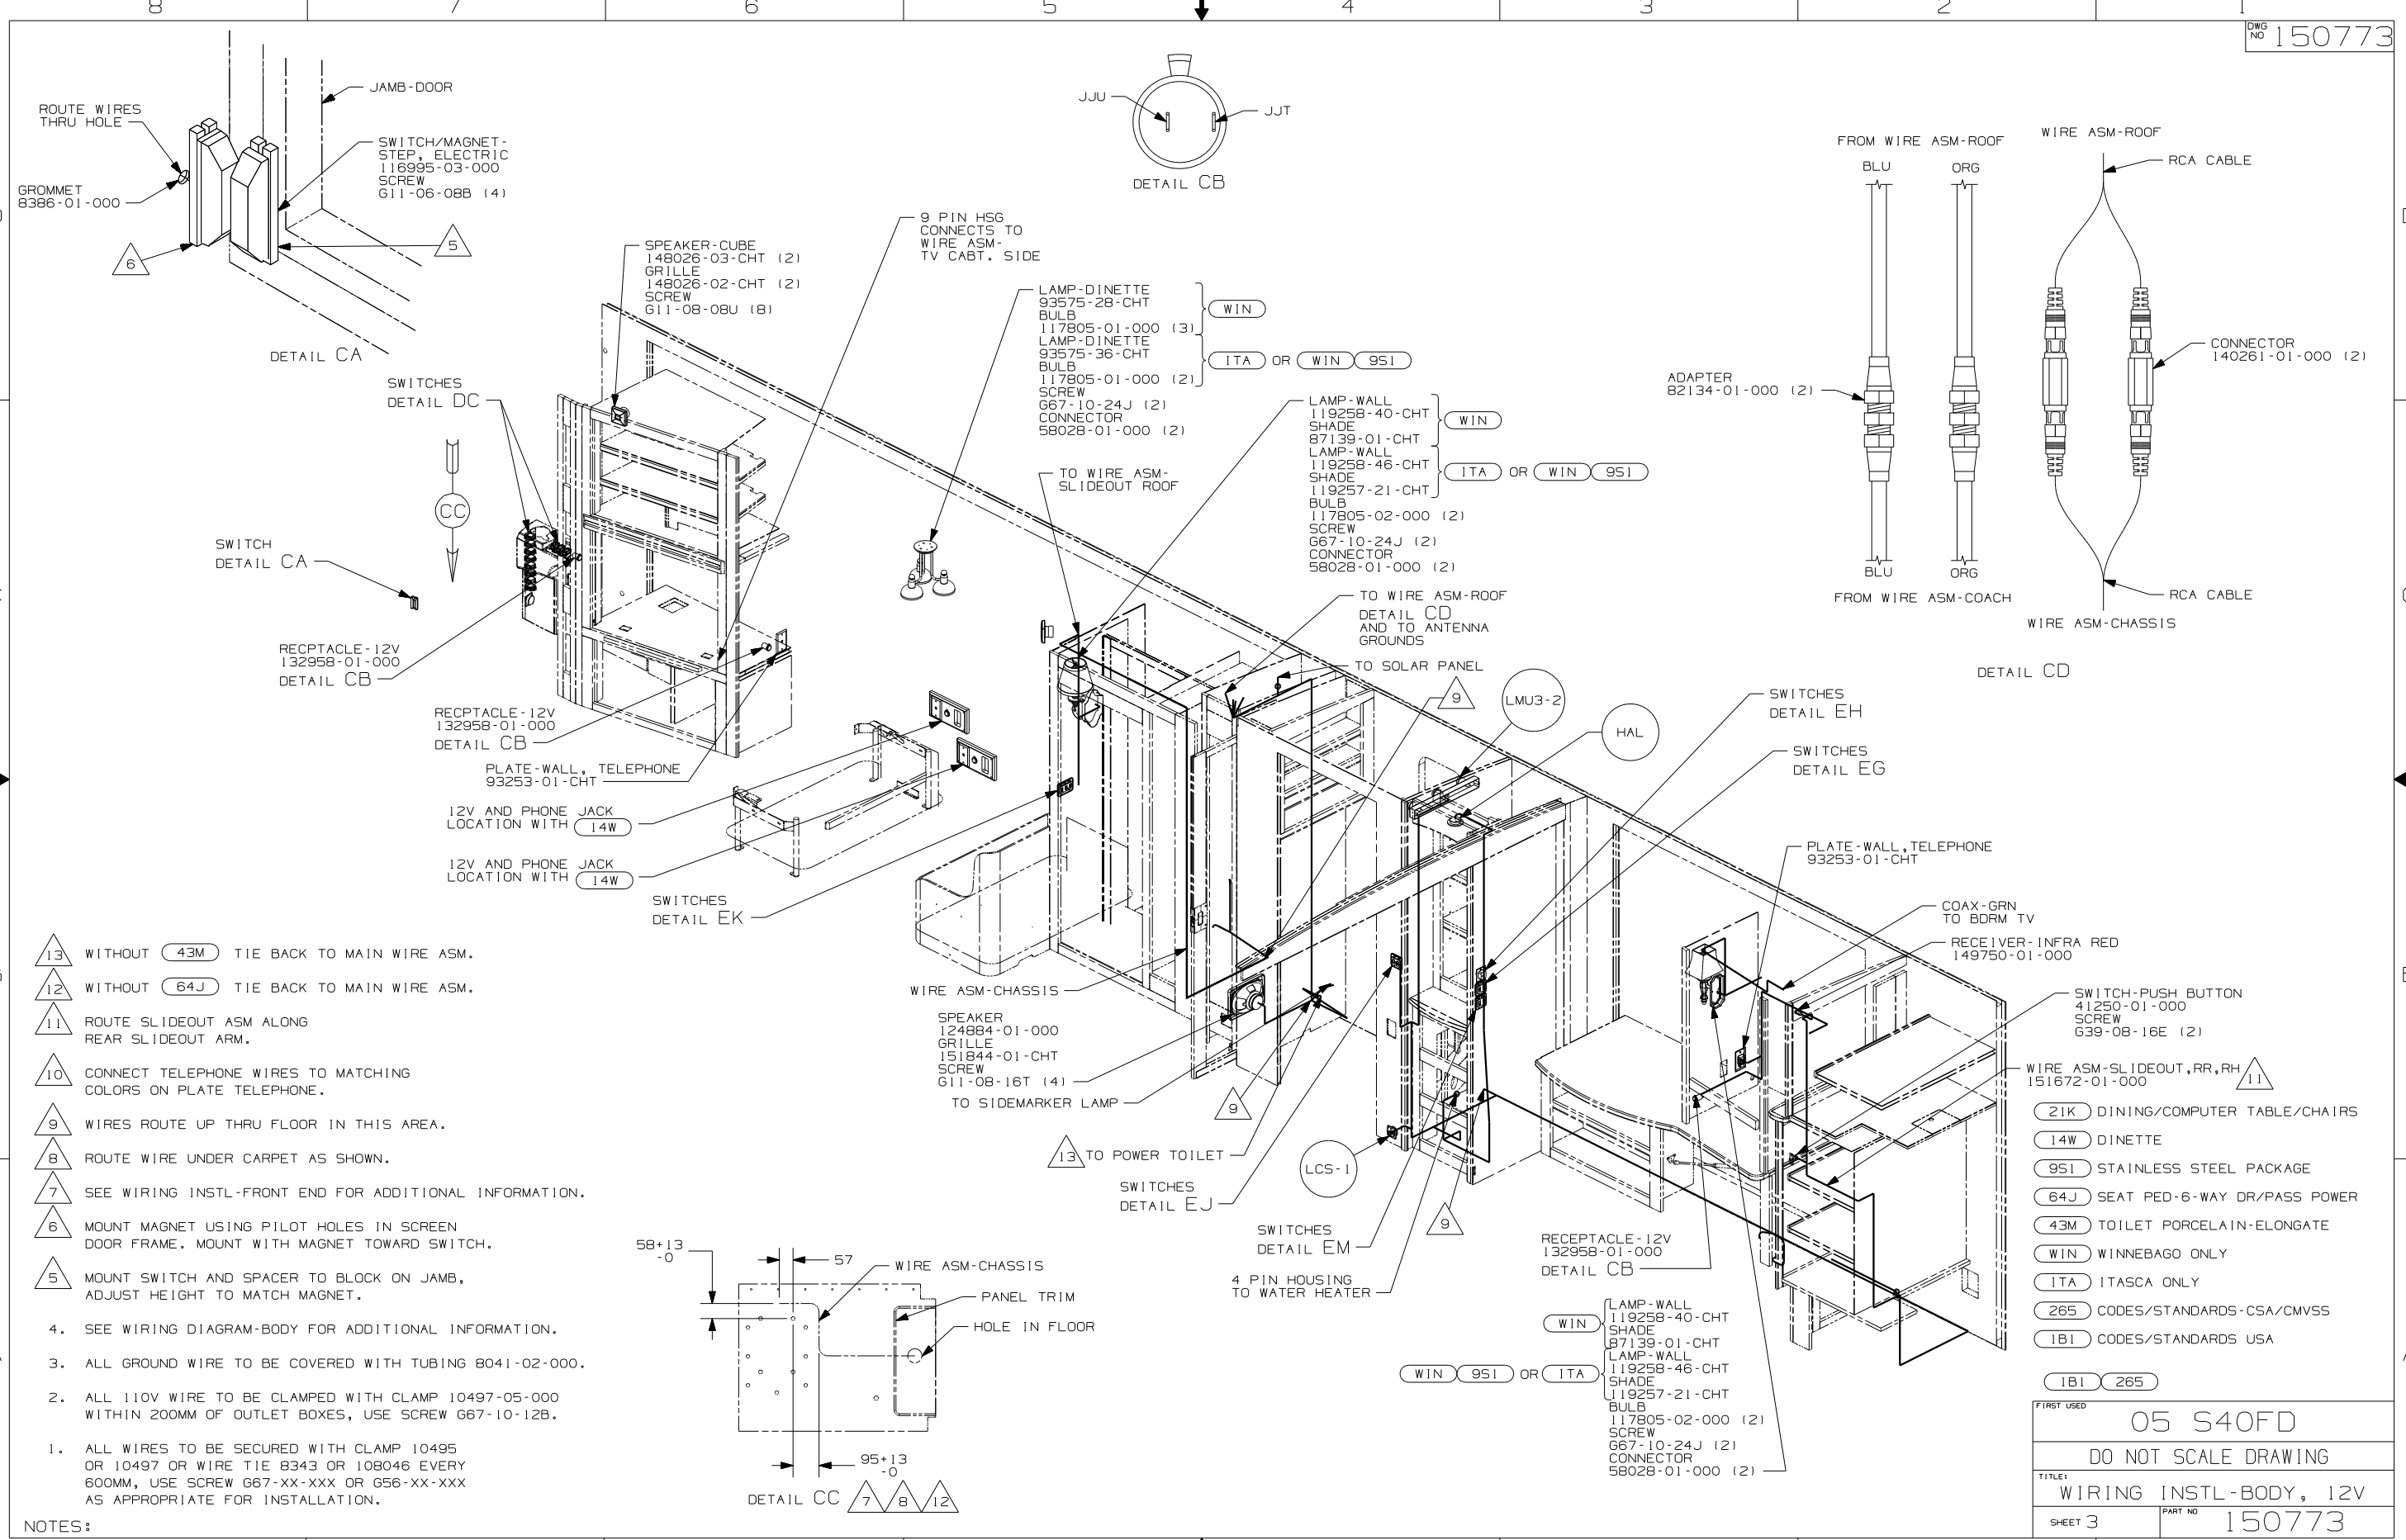 8 7 6 5 4 3 2 1
DWG NO 150773
ROUTE WIRES
THRU HOLE
GROMMET
8386-01-000
JAMB-DOOR
SWITCH/MAGNET-
STEP, ELECTRIC
116995-03-000
SCREW
G11-06-08B (4)
6
5
DETAIL CA
JJU
JJT
DETAIL CB
FROM WIRE ASM-ROOF
BLU
ORG
ADAPTER
82134-01-000 (2)
BLU
ORG
FROM WIRE ASM-COACH
WIRE ASM-ROOF
RCA CABLE
CONNECTOR
140261-01-000 (2)
RCA CABLE
WIRE ASM-CHASSIS
DETAIL CD
SPEAKER-CUBE
148026-03-CHT (2)
GRILLE
148026-02-CHT (2)
SCREW
G11-08-08U (8)
9 PIN HSG
CONNECTS TO
WIRE ASM-
TV CABT. SIDE
LAMP-DINETTE
93575-28-CHT
BULB
117805-01-000 (3)
WIN
LAMP-DINETTE
93575-36-CHT
BULB
117805-01-000 (2)
ITA OR WIN 9S1
SCREW
G67-10-24J (2)
CONNECTOR
58028-01-000 (2)
LAMP-WALL
119258-40-CHT
SHADE
87139-01-CHT
WIN
LAMP-WALL
119258-46-CHT
SHADE
119257-21-CHT
ITA OR WIN 9S1
BULB
117805-02-000 (2)
SCREW
G67-10-24J (2)
CONNECTOR
58028-01-000 (2)
SWITCHES
DETAIL DC
CC
SWITCH
DETAIL CA
TO WIRE ASM-
SLIDEOUT ROOF
TO WIRE ASM-ROOF
DETAIL CD
AND TO ANTENNA
GROUNDS
TO SOLAR PANEL
9
LMU3-2
HAL
SWITCHES
DETAIL EH
SWITCHES
DETAIL EG
RECPTACLE-12V
132958-01-000
DETAIL CB
RECPTACLE-12V
132958-01-000
DETAIL CB
PLATE-WALL, TELEPHONE
93253-01-CHT
12V AND PHONE JACK
LOCATION WITH 14W
12V AND PHONE JACK
LOCATION WITH 14W
SWITCHES
DETAIL EK
PLATE-WALL,TELEPHONE
93253-01-CHT
COAX-GRN
TO BDRM TV
RECEIVER-INFRA RED
149750-01-000
SWITCH-PUSH BUTTON
41250-01-000
SCREW
G39-08-16E (2)
WIRE ASM-SLIDEOUT,RR,RH
151672-01-000
11
WIRE ASM-CHASSIS
SPEAKER
124884-01-000
GRILLE
151844-01-CHT
SCREW
G11-08-16T (4)
TO SIDEMARKER LAMP
9
13 TO POWER TOILET
LCS-1
SWITCHES
DETAIL EJ
SWITCHES
DETAIL EM
9
4 PIN HOUSING
TO WATER HEATER
RECEPTACLE-12V
132958-01-000
DETAIL CB
WIN
LAMP-WALL
119258-40-CHT
SHADE
87139-01-CHT
WIN 9S1 OR ITA
LAMP-WALL
119258-46-CHT
SHADE
119257-21-CHT
BULB
117805-02-000 (2)
SCREW
G67-10-24J (2)
CONNECTOR
58028-01-000 (2)
13 WITHOUT 43M TIE BACK TO MAIN WIRE ASM.
12 WITHOUT 64J TIE BACK TO MAIN WIRE ASM.
11 ROUTE SLIDEOUT ASM ALONG
REAR SLIDEOUT ARM.
10 CONNECT TELEPHONE WIRES TO MATCHING
COLORS ON PLATE TELEPHONE.
9 WIRES ROUTE UP THRU FLOOR IN THIS AREA.
8 ROUTE WIRE UNDER CARPET AS SHOWN.
7 SEE WIRING INSTL-FRONT END FOR ADDITIONAL INFORMATION.
6 MOUNT MAGNET USING PILOT HOLES IN SCREEN
DOOR FRAME. MOUNT WITH MAGNET TOWARD SWITCH.
5 MOUNT SWITCH AND SPACER TO BLOCK ON JAMB,
ADJUST HEIGHT TO MATCH MAGNET.
4. SEE WIRING DIAGRAM-BODY FOR ADDITIONAL INFORMATION.
3. ALL GROUND WIRE TO BE COVERED WITH TUBING 8041-02-000.
2. ALL 110V WIRE TO BE CLAMPED WITH CLAMP 10497-05-000
WITHIN 200MM OF OUTLET BOXES, USE SCREW G67-10-12B.
1. ALL WIRES TO BE SECURED WITH CLAMP 10495
OR 10497 OR WIRE TIE 8343 OR 108046 EVERY
600MM, USE SCREW G67-XX-XXX OR G56-XX-XXX
AS APPROPRIATE FOR INSTALLATION.
NOTES:
58+13
-0
57
WIRE ASM-CHASSIS
PANEL TRIM
HOLE IN FLOOR
95+13
-0
DETAIL CC 7 8 12
21K DINING/COMPUTER TABLE/CHAIRS
14W DINETTE
9S1 STAINLESS STEEL PACKAGE
64J SEAT PED-6-WAY DR/PASS POWER
43M TOILET PORCELAIN-ELONGATE
WIN WINNEBAGO ONLY
ITA ITASCA ONLY
265 CODES/STANDARDS-CSA/CMVSS
1B1 CODES/STANDARDS USA
1B1 265
FIRST USED
05 S40FD
DO NOT SCALE DRAWING
TITLE:
WIRING INSTL-BODY, 12V
SHEET 3
PART NO 150773